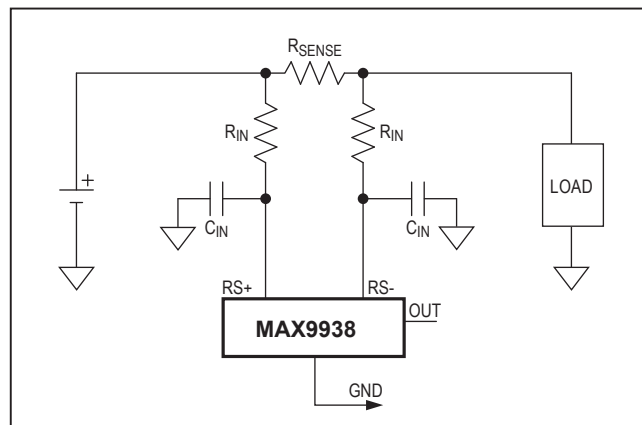 RSENSE
RIN
RIN
+
LOAD
CIN
CIN
RS+
RS-
OUT
MAX9938
GND